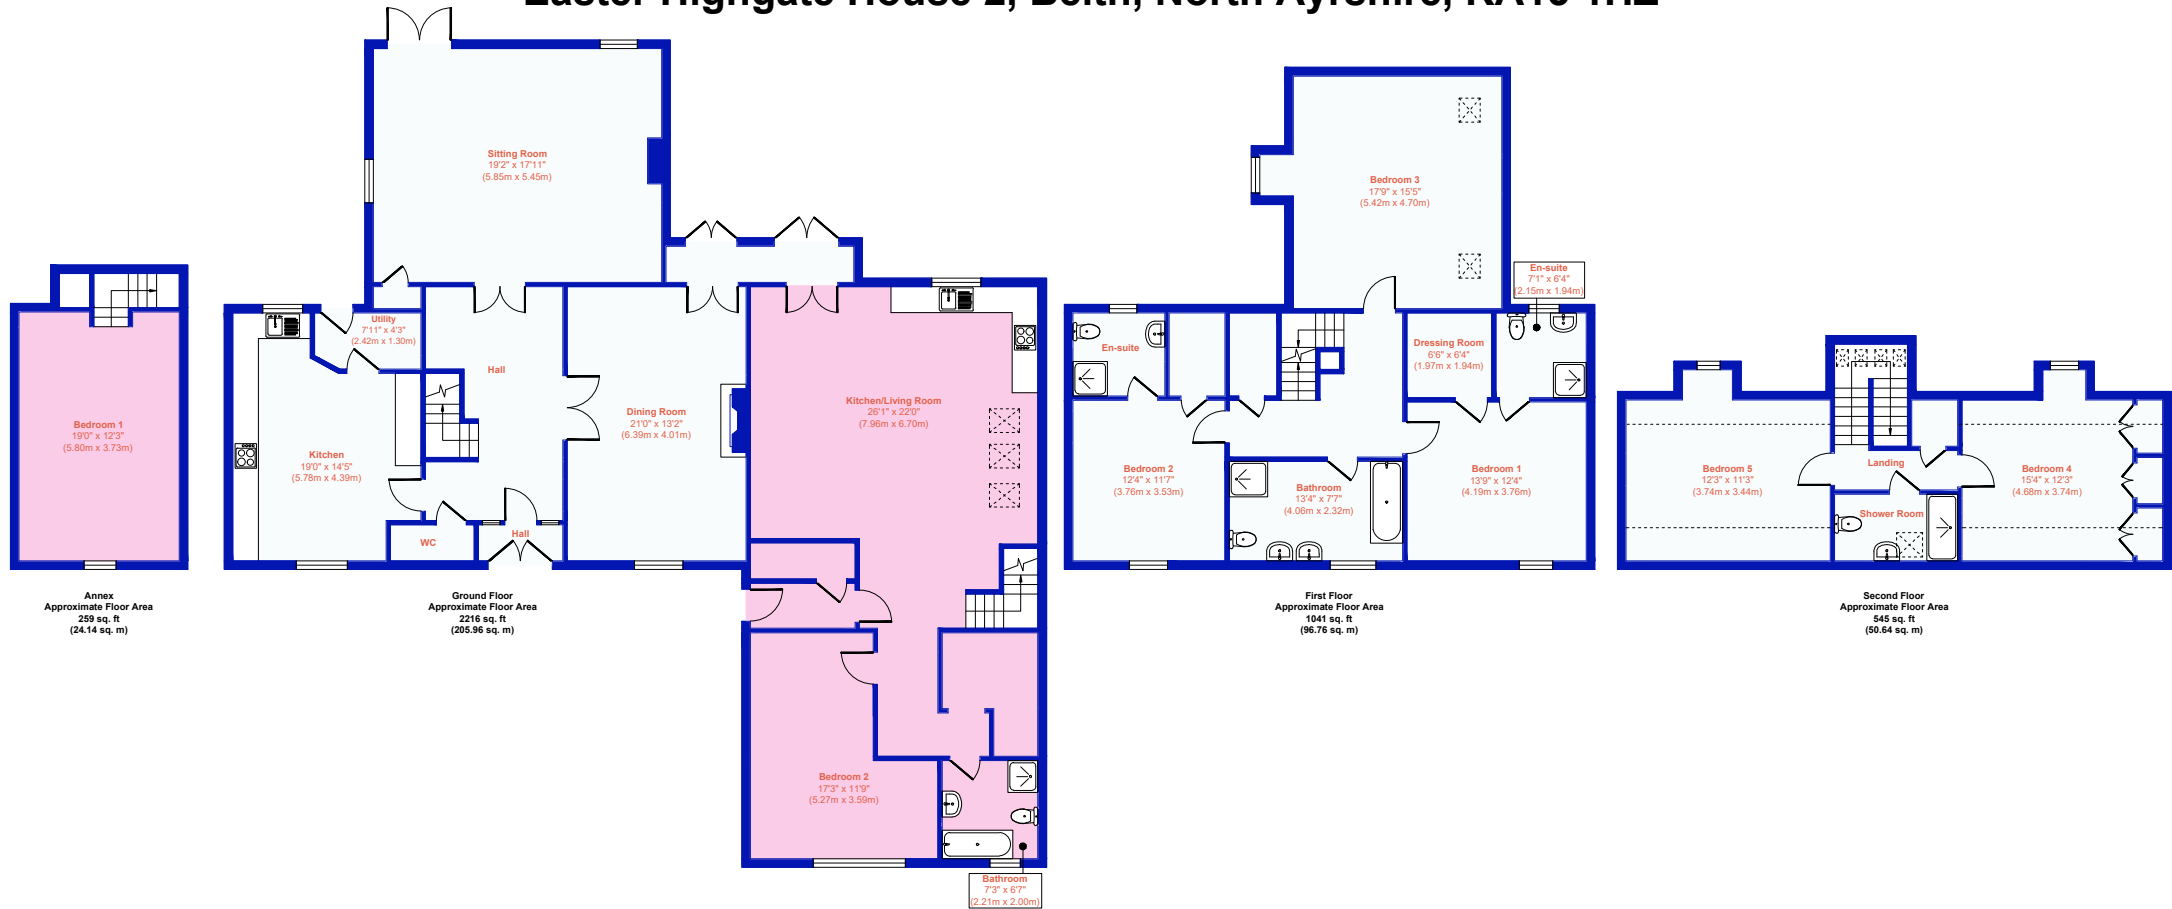 Easter Highgate House 2, Beith, North Ayrshire, KA15 1HZ
Sitting Room
19'2" x 17'11"
(5.85m x 5.45m)
Utility
7'11" x 4'3"
(2.42m x 1.30m)
Hall
Kitchen
19'0" x 14'5"
(5.78m x 4.39m)
WC
Hall
Dining Room
21'0" x 13'2"
(6.39m x 4.01m)
Kitchen/Living Room
26'1" x 22'0"
(7.96m x 6.70m)
Bedroom 2
17'3" x 11'9"
(5.27m x 3.59m)
Bathroom
7'3" x 6'7"
(2.21m x 2.00m)
Bedroom 1
19'0" x 12'3"
(5.80m x 3.73m)
Annex
Approximate Floor Area
259 sq. ft
(24.14 sq. m)
Ground Floor
Approximate Floor Area
2216 sq. ft
(205.96 sq. m)
Bedroom 3
17'9" x 15'5"
(5.42m x 4.70m)
En-suite
7'1" x 6'4"
(2.15m x 1.94m)
En-suite
Dressing Room
6'6" x 6'4"
(1.97m x 1.94m)
Bedroom 2
12'4" x 11'7"
(3.76m x 3.53m)
Bathroom
13'4" x 7'7"
(4.06m x 2.32m)
Bedroom 1
13'9" x 12'4"
(4.19m x 3.76m)
First Floor
Approximate Floor Area
1041 sq. ft
(96.76 sq. m)
Bedroom 5
12'3" x 11'3"
(3.74m x 3.44m)
Landing
Shower Room
Bedroom 4
15'4" x 12'3"
(4.68m x 3.74m)
Second Floor
Approximate Floor Area
545 sq. ft
(50.64 sq. m)